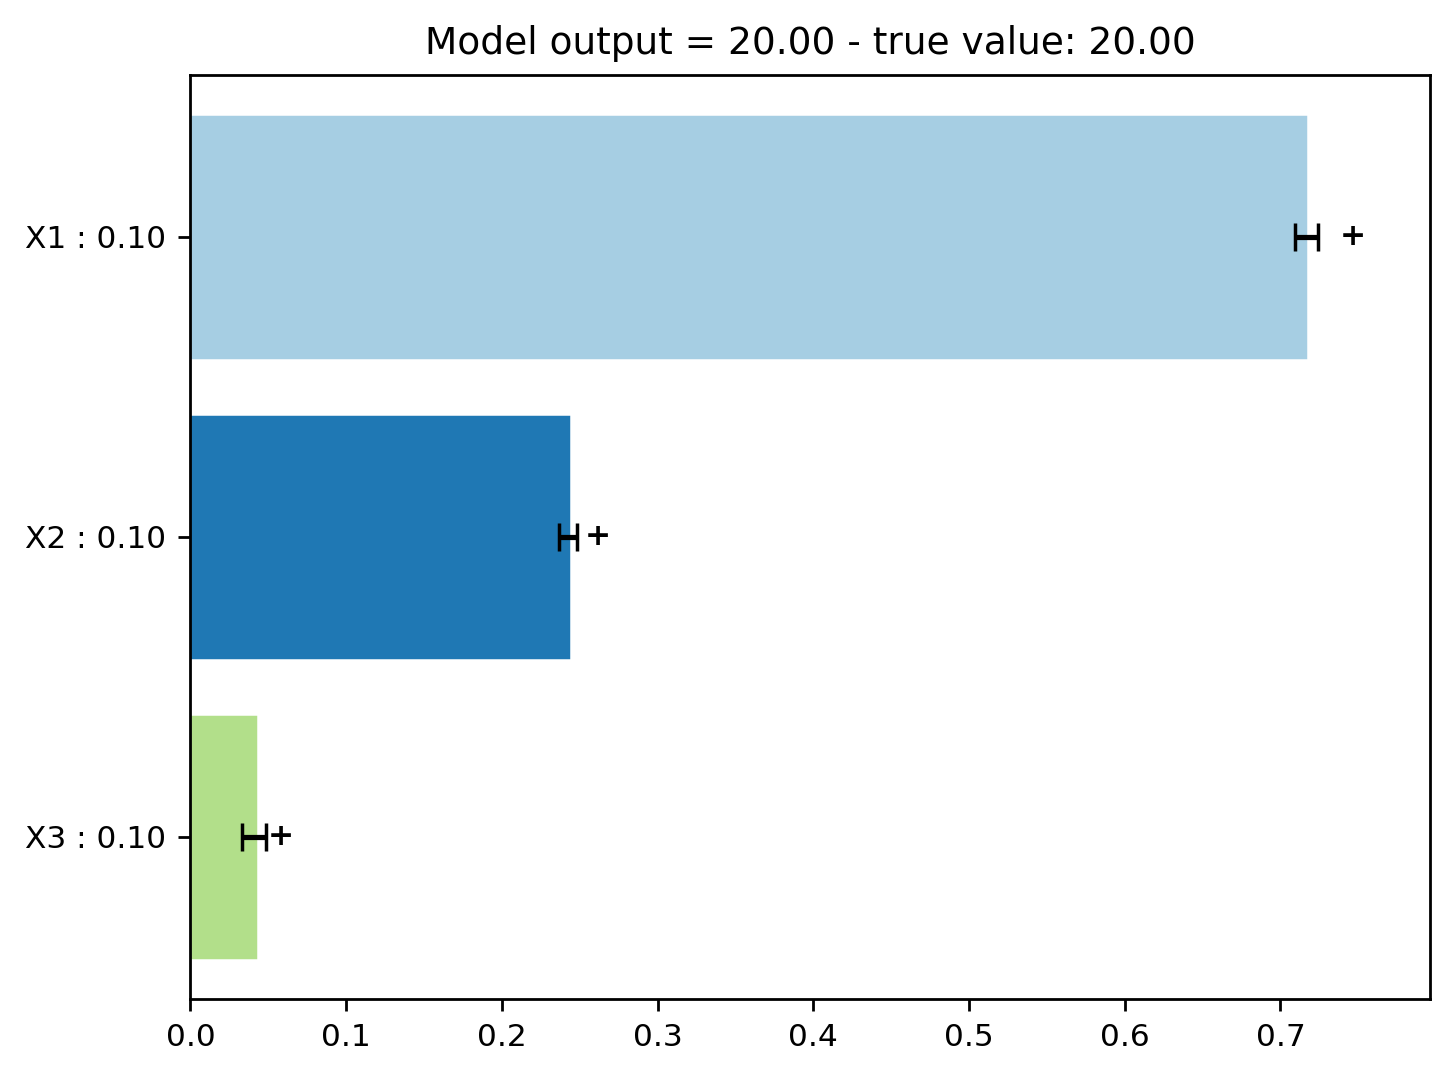 Model output = 20.00 - true value: 20.00
X1 : 0.10
+
X2 : 0.10
+
X3 : 0.10
+
0.0 0.1 0.2 0.3 0.4 0.5 0.6 0.7